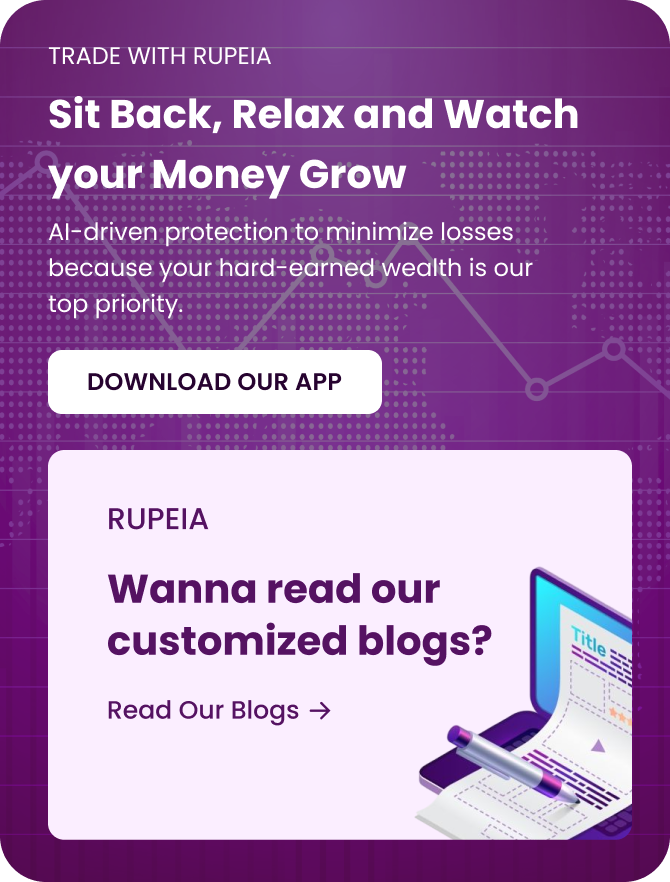 TRADE WITH RUPEIA
Sit Back, Relax and Watch
your Money Grow
AI-driven protection to minimize losses
because your hard-earned wealth is our
top priority.
DOWNLOAD OUR APP
RUPEIA
Wanna read our
customized blogs?
Read Our Blogs →
Title